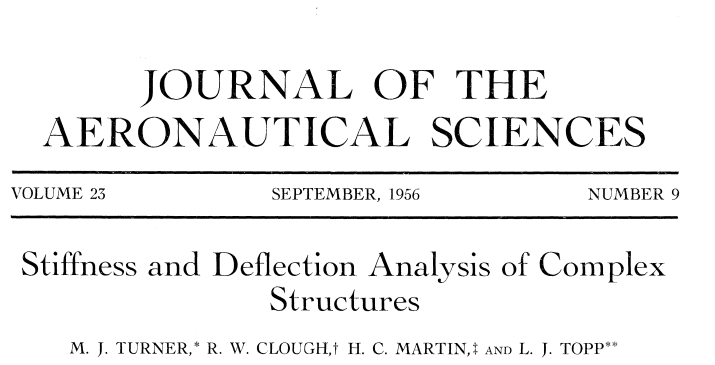 JOURNAL OF THE
AERONAUTICAL SCIENCES
VOLUME 23 SEPTEMBER, 1956 NUMBER 9
Stiffness and Deflection Analysis of Complex
Structures
M. J. TURNER,* R. W. CLOUGH,† H. C. MARTIN,‡ AND L. J. TOPP**